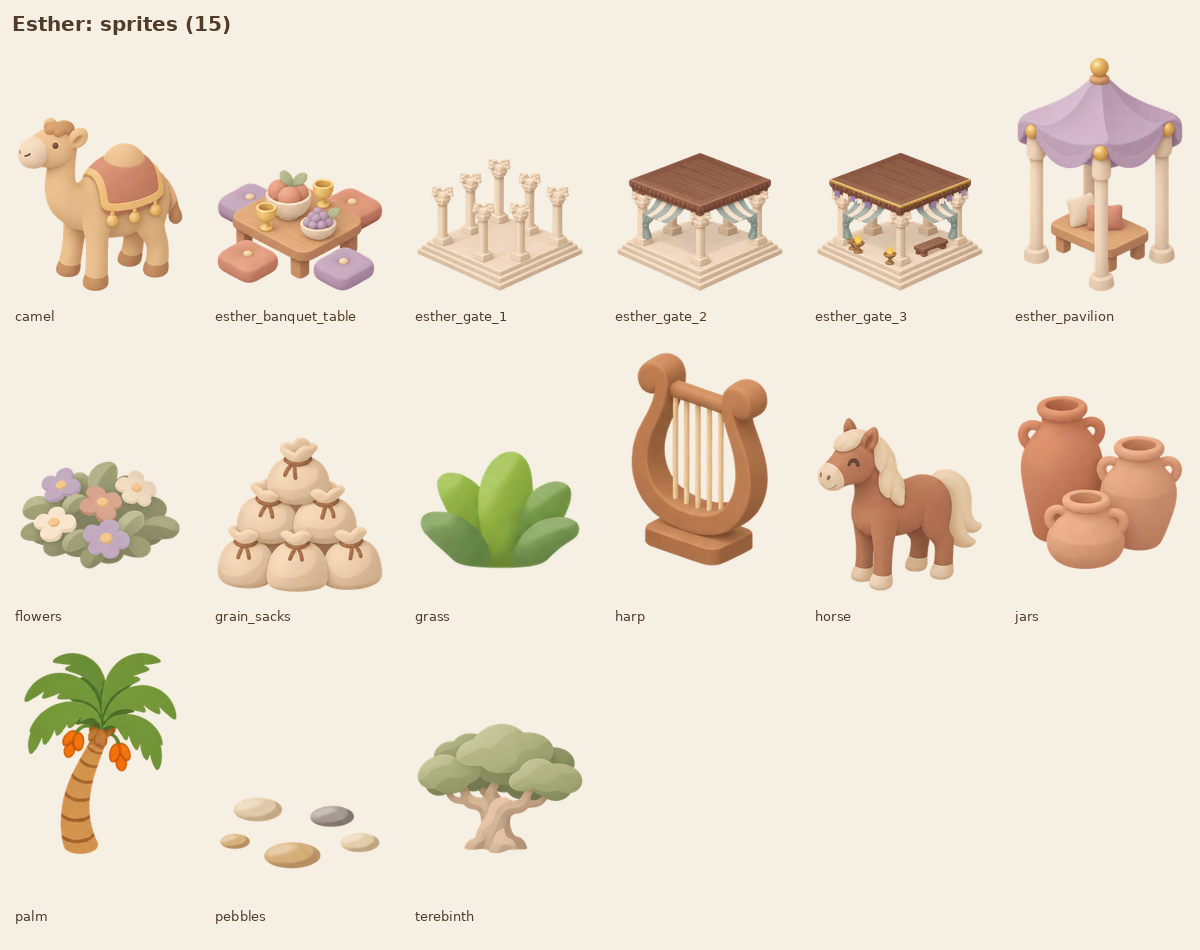 Esther: sprites (15)
camel
esther_banquet_table
esther_gate_1
esther_gate_2
esther_gate_3
esther_pavilion
flowers
grain_sacks
grass
harp
horse
jars
palm
pebbles
terebinth